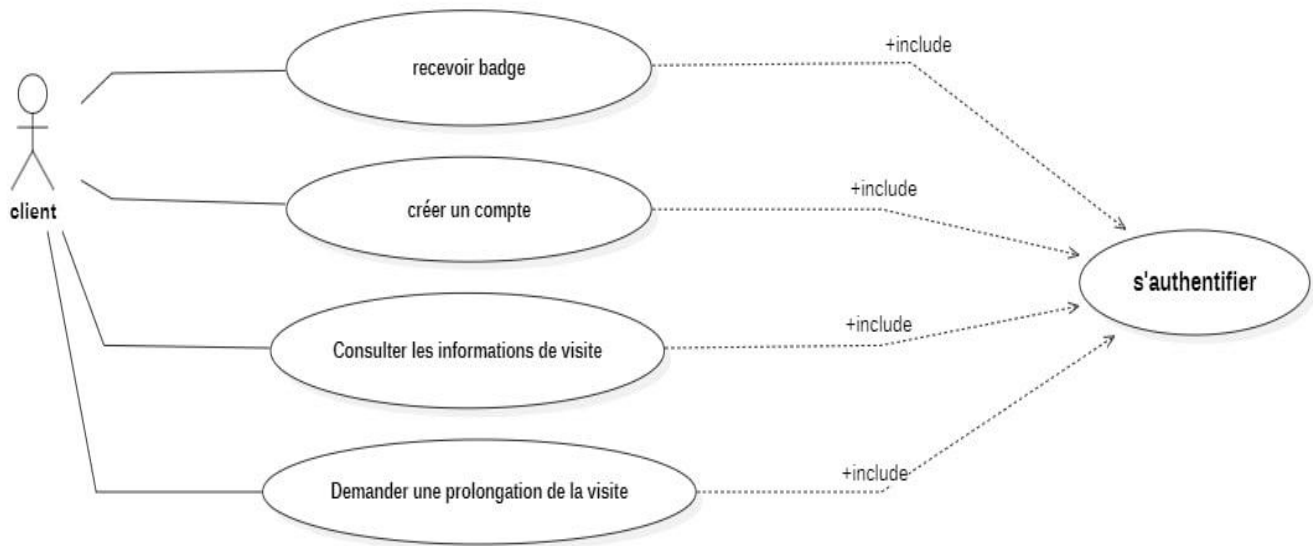 +include
recevoir badge
+include
créer un compte
client
s'authentifier
+include
Consulter les informations de visite
+include
Demander une prolongation de la visite